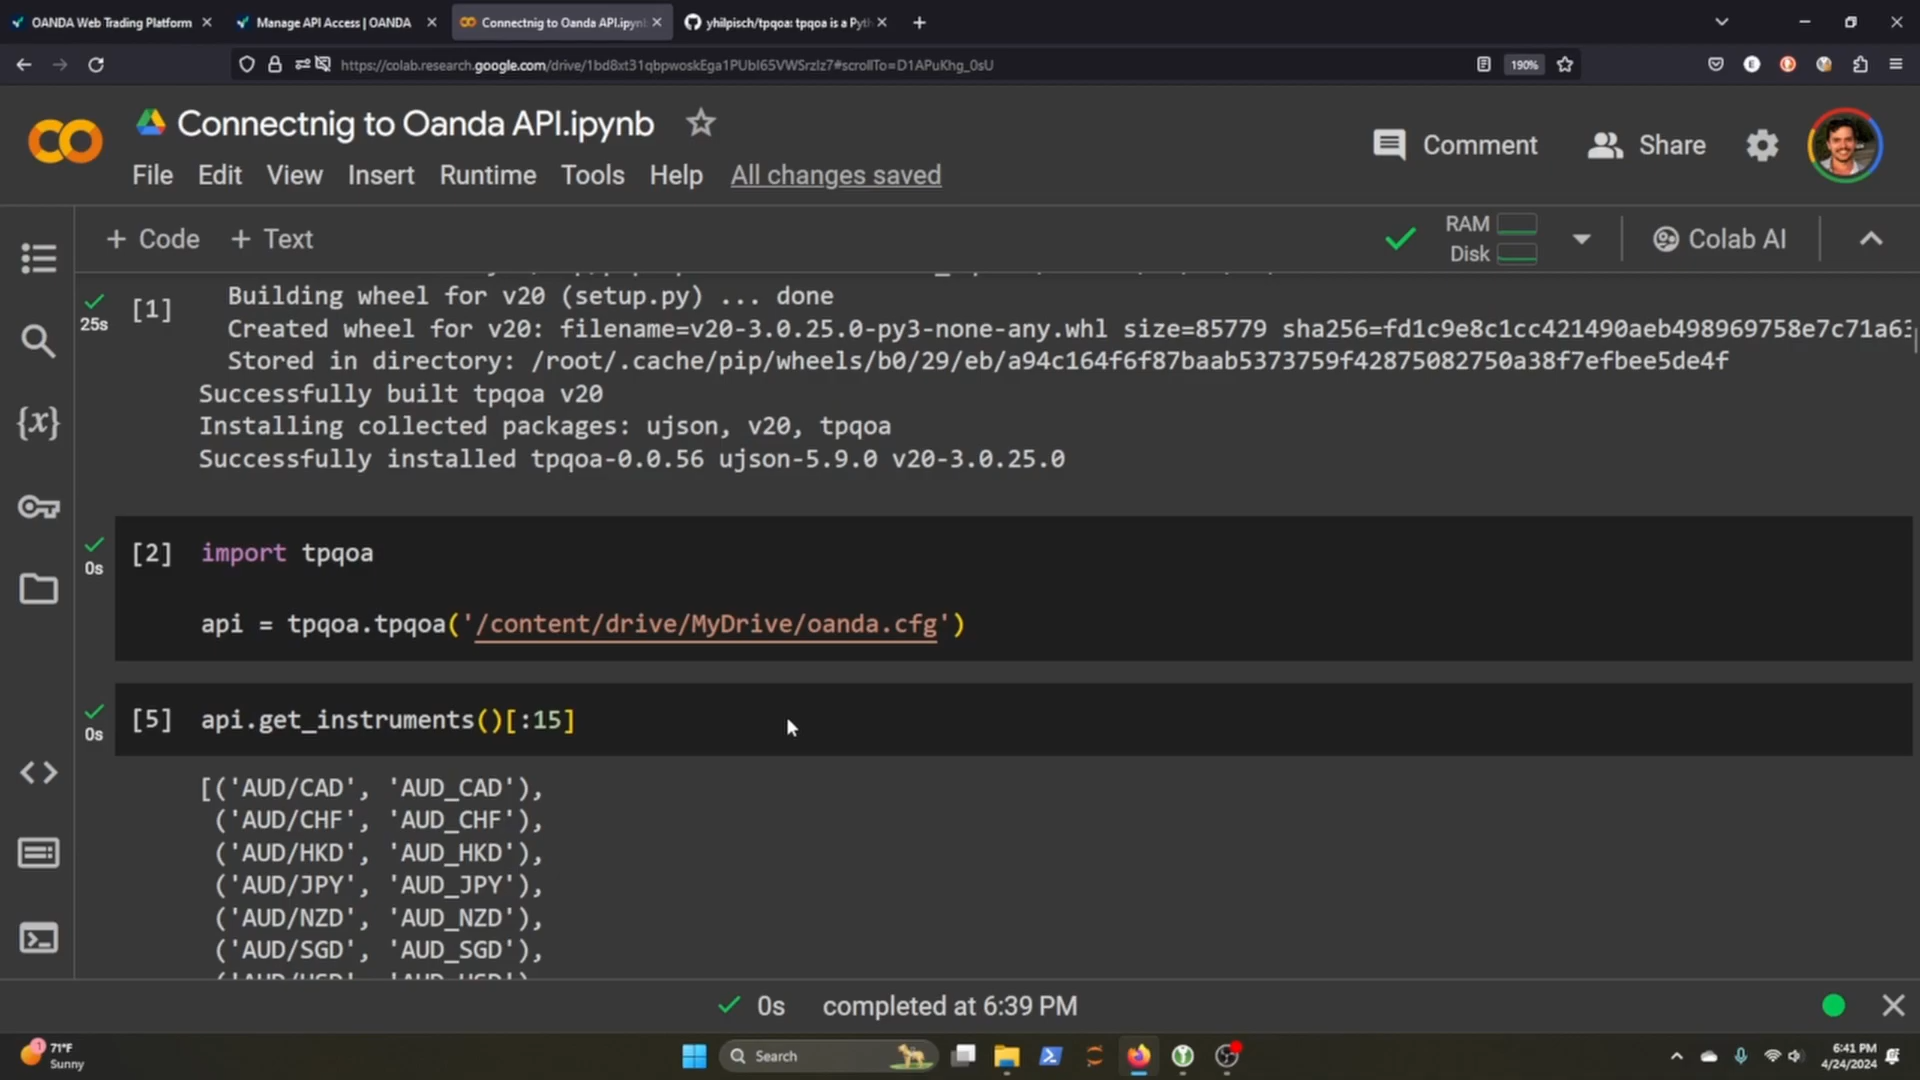 OANDA Web Trading Platform
Manage API Access | OANDA
Connectnig to Oanda API.ipynb
yhilpisch/tpqoa: tpqoa is a Pyth
https://colab.research.google.com/drive/1bd8xt31qbpwoskEga1PUbI65VWSrzIz7#scrollTo=D1APuKhg_0sU
190%
Connectnig to Oanda API.ipynb
Comment
Share
File Edit View Insert Runtime Tools Help All changes saved
+ Code + Text
RAM
Disk
Colab AI
25s
[1]
Building wheel for v20 (setup.py) ... done
Created wheel for v20: filename=v20-3.0.25.0-py3-none-any.whl size=85779 sha256=fd1c9e8c1cc421490aeb498969758e7c71a63
Stored in directory: /root/.cache/pip/wheels/b0/29/eb/a94c164f6f87baab5373759f42875082750a38f7efbee5de4f
Successfully built tpqoa v20
Installing collected packages: ujson, v20, tpqoa
Successfully installed tpqoa-0.0.56 ujson-5.9.0 v20-3.0.25.0
0s
[2] import tpqoa
api = tpqoa.tpqoa('/content/drive/MyDrive/oanda.cfg')
0s
[5] api.get_instruments()[:15]
[('AUD/CAD', 'AUD_CAD'),
('AUD/CHF', 'AUD_CHF'),
('AUD/HKD', 'AUD_HKD'),
('AUD/JPY', 'AUD_JPY'),
('AUD/NZD', 'AUD_NZD'),
('AUD/SGD', 'AUD_SGD'),
0s completed at 6:39 PM
1
71°F
Sunny
Search
6:41 PM
4/24/2024